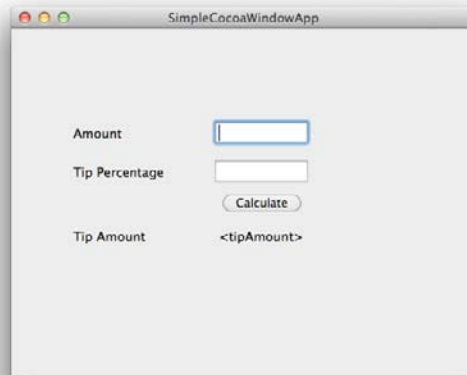 SimpleCocoaWindowApp
Amount
Tip Percentage
Calculate
Tip Amount <tipAmount>